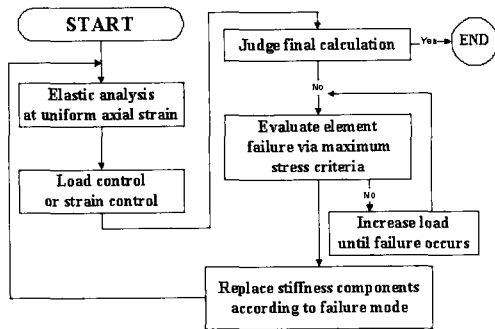 START
Elastic analysis
at uniform axial strain
Load control
or strain control
Judge final calculation
Yes
END
No
Evaluate element
failure via maximum
stress criteria
No
Increase load
until failure occurs
Replace stiffness components
according to failure mode